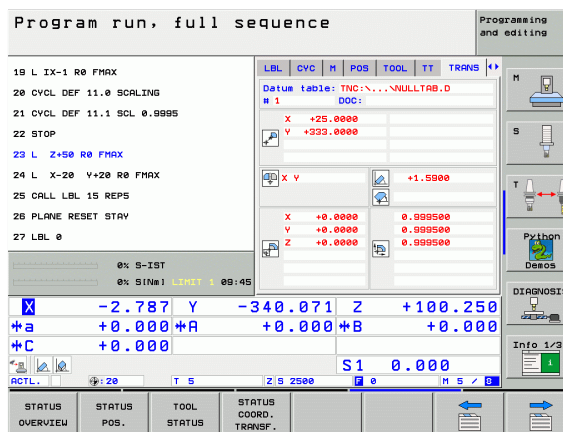 Program run, full sequence
Programming
and editing
19 L IX-1 R0 FMAX
20 CYCL DEF 11.0 SCALING
21 CYCL DEF 11.1 SCL 0.9995
22 STOP
23 L Z+50 R0 FMAX
24 L X-20 Y+20 R0 FMAX
25 CALL LBL 15 REP5
26 PLANE RESET STAY
27 LBL 0
0% S-IST
0% S[Nm] LIMIT 1 09:45
LBL CYC M POS TOOL TT TRANS
Datum table: TNC:\...\NULLTAB.D
# 1 DOC:
X +25.0000
Y +333.0000
X Y +1.5900
X +0.0000 0.999500
Y +0.0000 0.999500
Z +0.0000 0.999500
X -2.787 Y -340.071 Z +100.250
a +0.000 A +0.000 B +0.000
C +0.000
S1 0.000
ACTL. : 20 T 5 Z S 2500 F 0 M 5 / 8
STATUS
OVERVIEW
STATUS
POS.
TOOL
STATUS
STATUS
COORD.
TRANSF.
M
S
T
Python
Demos
DIAGNOSI
Info 1/3